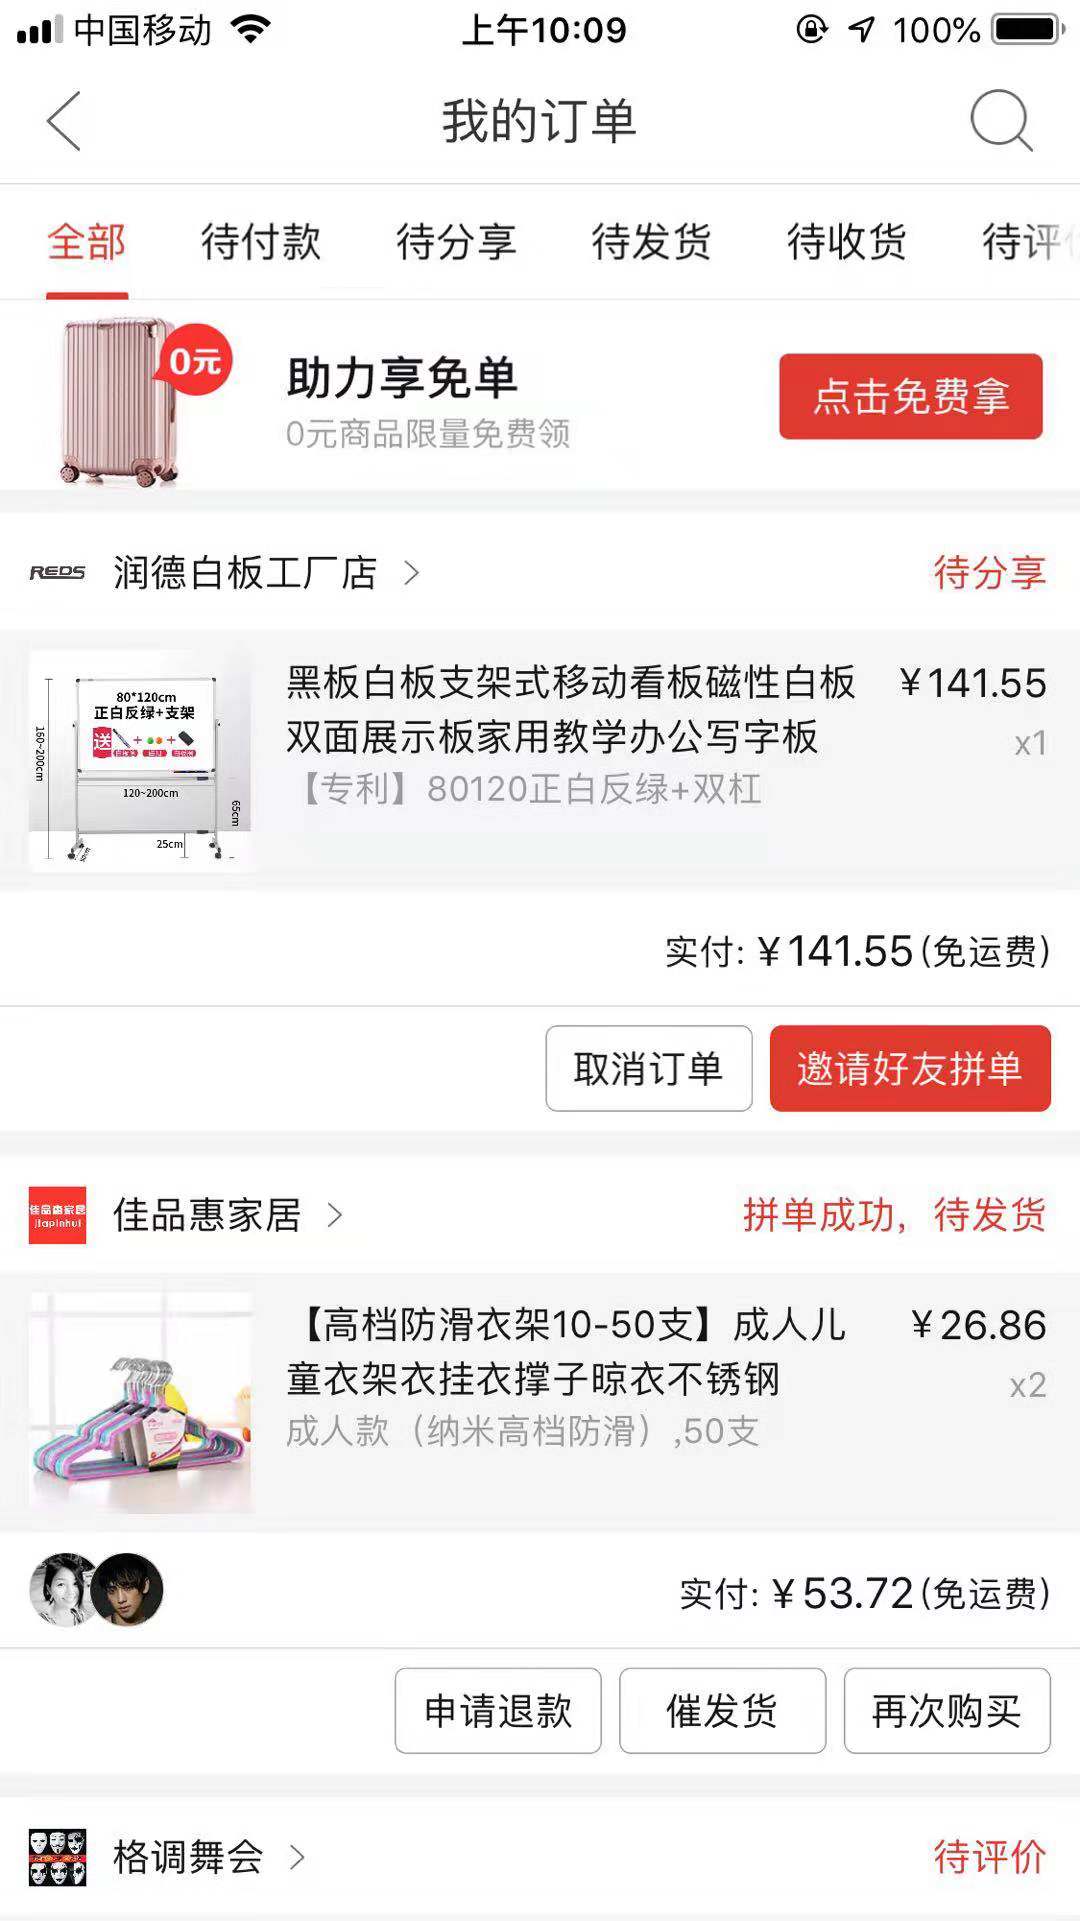 中国移动
上午10:09
100%
我的订单
全部
待付款
待分享
待发货
待收货
待评价
0元
助力享免单
0元商品限量免费领
点击免费拿
REDS
润德白板工厂店
待分享
80*120cm
正白反绿+支架
送
160~200cm
120~200cm
65cm
25cm
黑板白板支架式移动看板磁性白板
双面展示板家用教学办公写字板
【专利】80120正白反绿+双杠
¥141.55
x1
实付:¥141.55(免运费)
取消订单
邀请好友拼单
佳品惠家居
jiapinhui
佳品惠家居
拼单成功，待发货
【高档防滑衣架10-50支】成人儿
童衣架衣挂衣撑子晾衣不锈钢
成人款（纳米高档防滑）,50支
¥26.86
x2
实付:¥53.72(免运费)
申请退款
催发货
再次购买
格调舞会
待评价